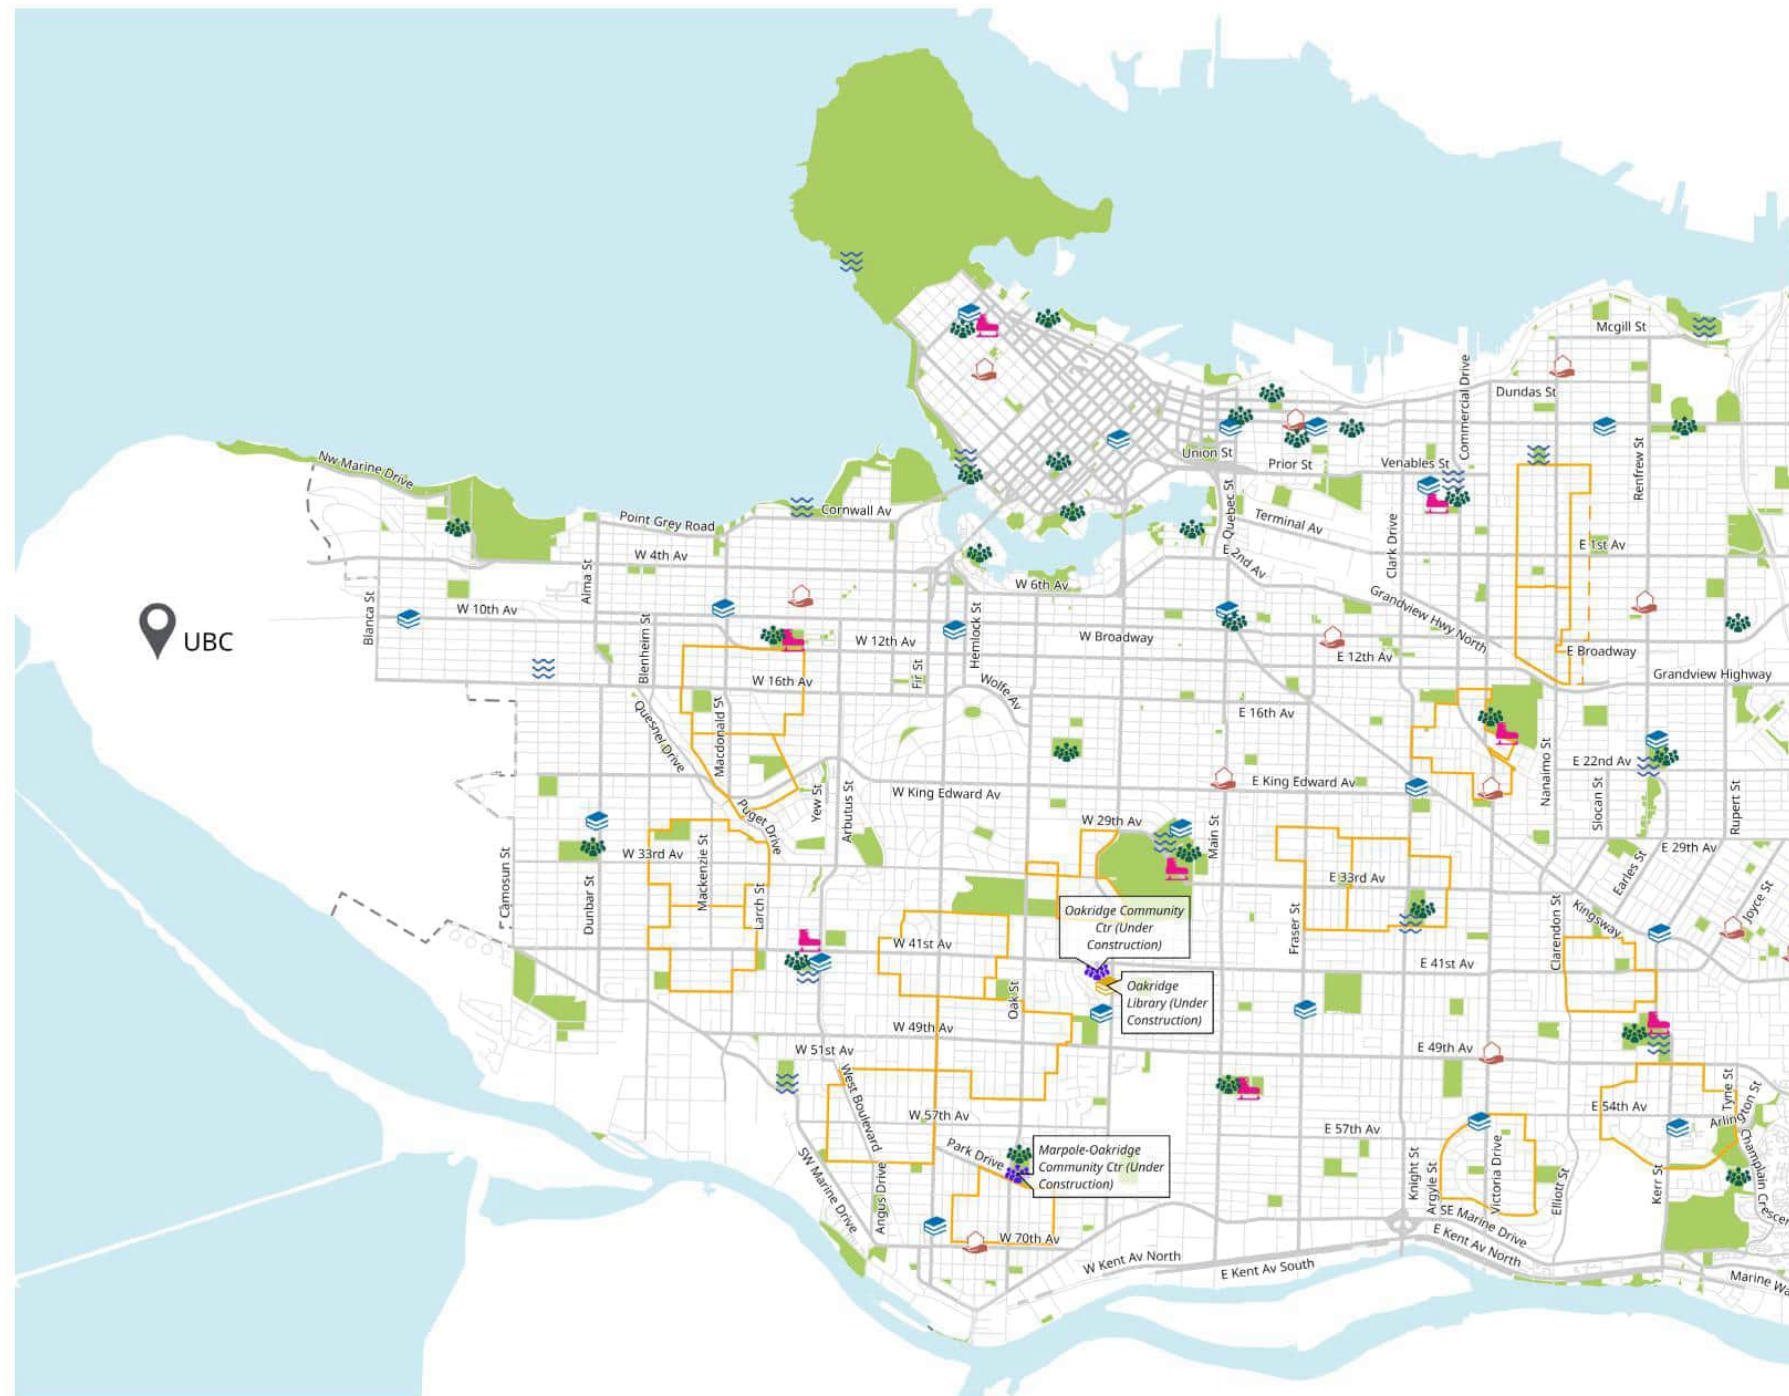 Mcgill St
Commercial Drive
Dundas St
Renfrew St
Union St
Prior St
Venables St
Nw Marine Drive
Quebec St
Cornwall Av
Point Grey Road
Terminal Av
Clark Drive
E 1st Av
W 4th Av
E 2nd Av
Alma St
W 6th Av
Blanca St
W 10th Av
Grandview Hwy North
UBC
Blenheim St
Hemlock St
W 12th Av
W Broadway
E 12th Av
E Broadway
Fir St
Grandview Highway
W 16th Av
Wolfe Av
E 16th Av
Quesnel Drive
Macdonald St
Nanaimo St
E 22nd Av
E King Edward Av
W King Edward Av
Yew St
Arbutus St
Slocan St
Rupert St
Puget Drive
W 29th Av
Main St
E 29th Av
W 33rd Av
Mackenzie St
E 33rd Av
Earles St
Camosun St
Dunbar St
Larch St
Joyce St
Oakridge Community
Ctr (Under
Construction)
Fraser St
Kingsway
Clarendon St
W 41st Av
E 41st Av
Oakridge
Library (Under
Construction)
Oak St
W 49th Av
E 49th Av
W 51st Av
West Boulevard
Tyne St
E 54th Av
Arlington St
W 57th Av
E 57th Av
Park Drive
Marpole-Oakridge
Community Ctr (Under
Construction)
Champlain Crescen
SW Marine Drive
Angus Drive
Knight St
Argyle St
Victoria Drive
Elliott St
Kerr St
SE Marine Drive
W 70th Av
E Kent Av North
W Kent Av North
E Kent Av South
Marine Wa